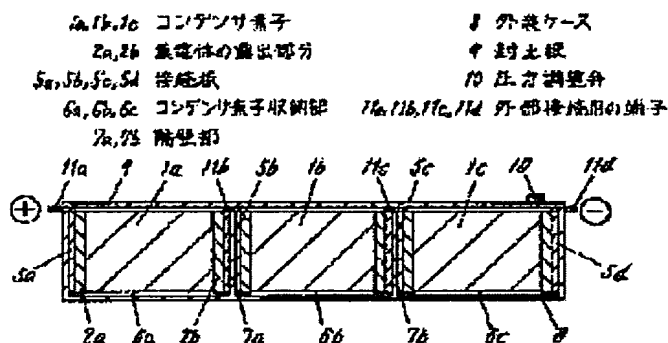 1a,1b,1c コンデンサ素子
2a,2b 集電体の露出部分
5a,5b,5c,5d 接続板
6a,6b,6c コンデンサ素子収納部
7a,7b 隔壁部
8 外装ケース
9 封止板
10 圧力調整弁
11a,11b,11c,11d 外部接続用の端子
11a 9 1a 11b 5b 1b 11c 5c 1c 10 11d
+ −
5a 5d
2a 6a 2b 7a 6b 7b 6c 8